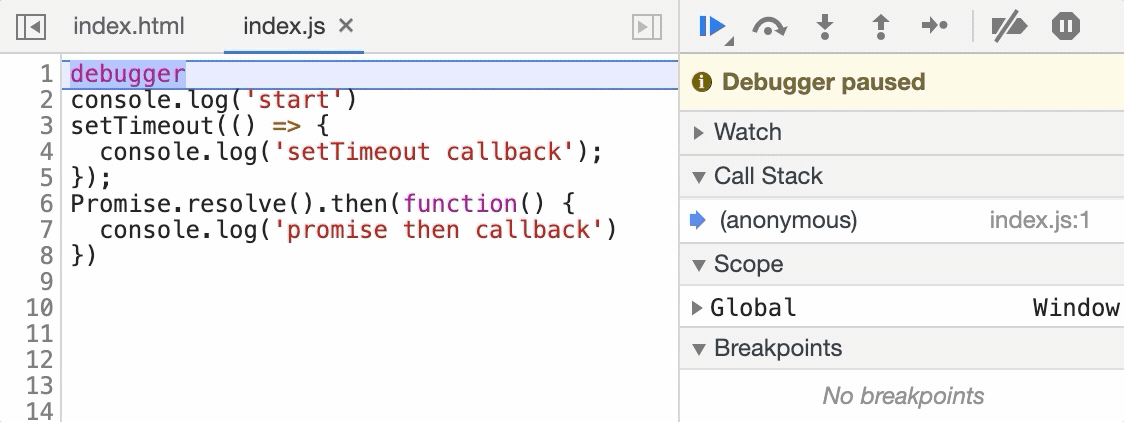 index.html index.js ×
1 debugger
2 console.log('start')
3 setTimeout(() => {
4   console.log('setTimeout callback');
5 });
6 Promise.resolve().then(function() {
7   console.log('promise then callback')
8 })
9
10
11
12
13
14
Debugger paused
Watch
Call Stack
(anonymous) index.js:1
Scope
Global Window
Breakpoints
No breakpoints